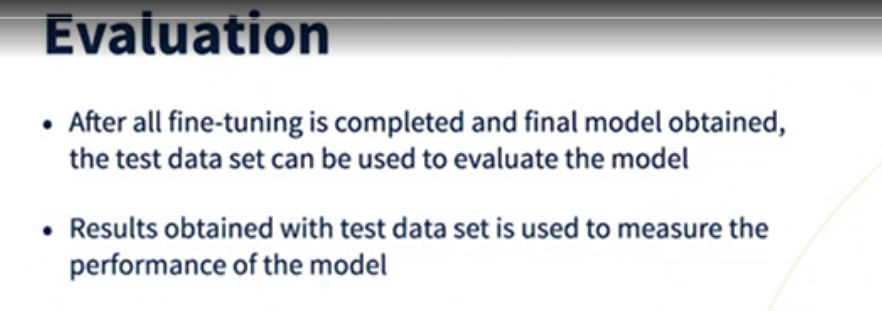 Evaluation
• After all fine-tuning is completed and final model obtained,
the test data set can be used to evaluate the model
• Results obtained with test data set is used to measure the
performance of the model